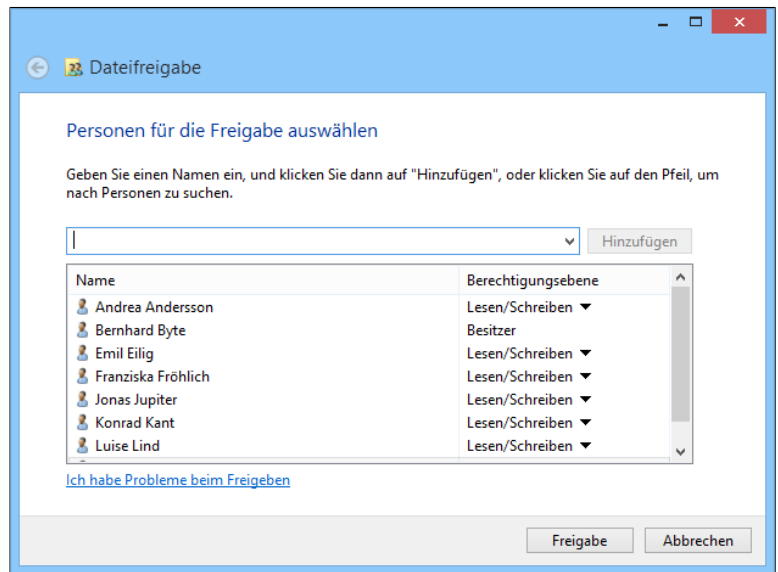 Dateifreigabe
Personen für die Freigabe auswählen
Geben Sie einen Namen ein, und klicken Sie dann auf "Hinzufügen", oder klicken Sie auf den Pfeil, um
nach Personen zu suchen.
Hinzufügen
Name Berechtigungsebene
Andrea Andersson Lesen/Schreiben
Bernhard Byte Besitzer
Emil Eilig Lesen/Schreiben
Franziska Fröhlich Lesen/Schreiben
Jonas Jupiter Lesen/Schreiben
Konrad Kant Lesen/Schreiben
Luise Lind Lesen/Schreiben
Ich habe Probleme beim Freigeben
Freigabe Abbrechen